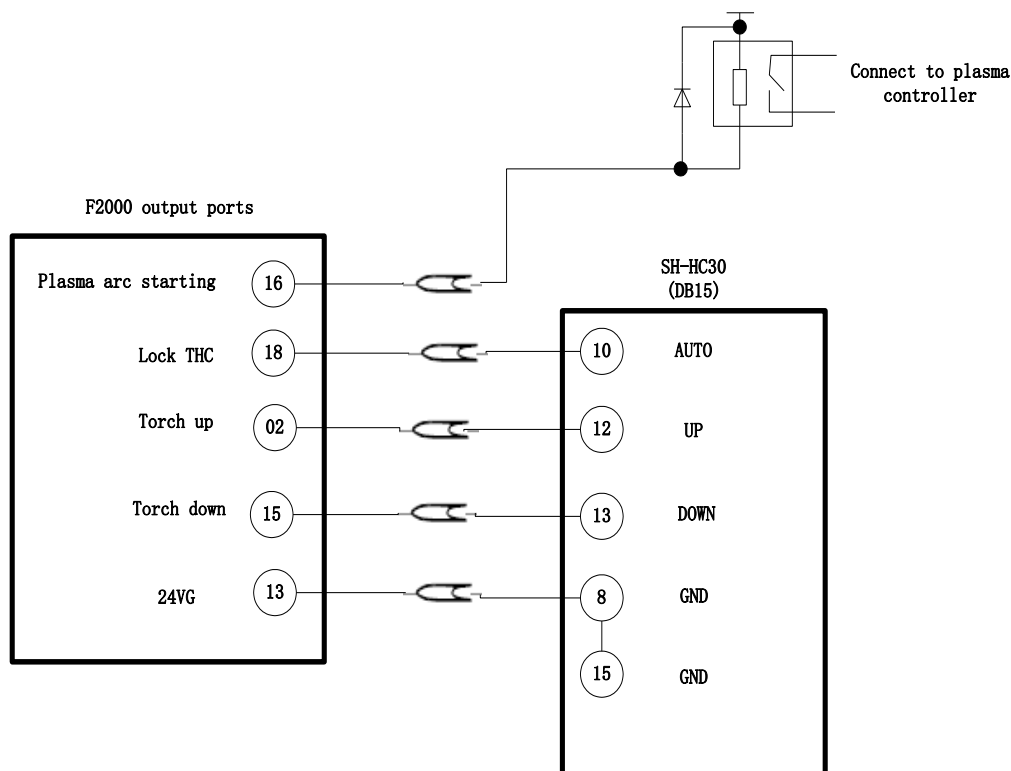 Connect to plasma
controller
F2000 output ports
Plasma arc starting
16
SH-HC30
(DB15)
Lock THC
18
10
AUTO
Torch up
02
12
UP
Torch down
15
13
DOWN
24VG
13
8
GND
15
GND